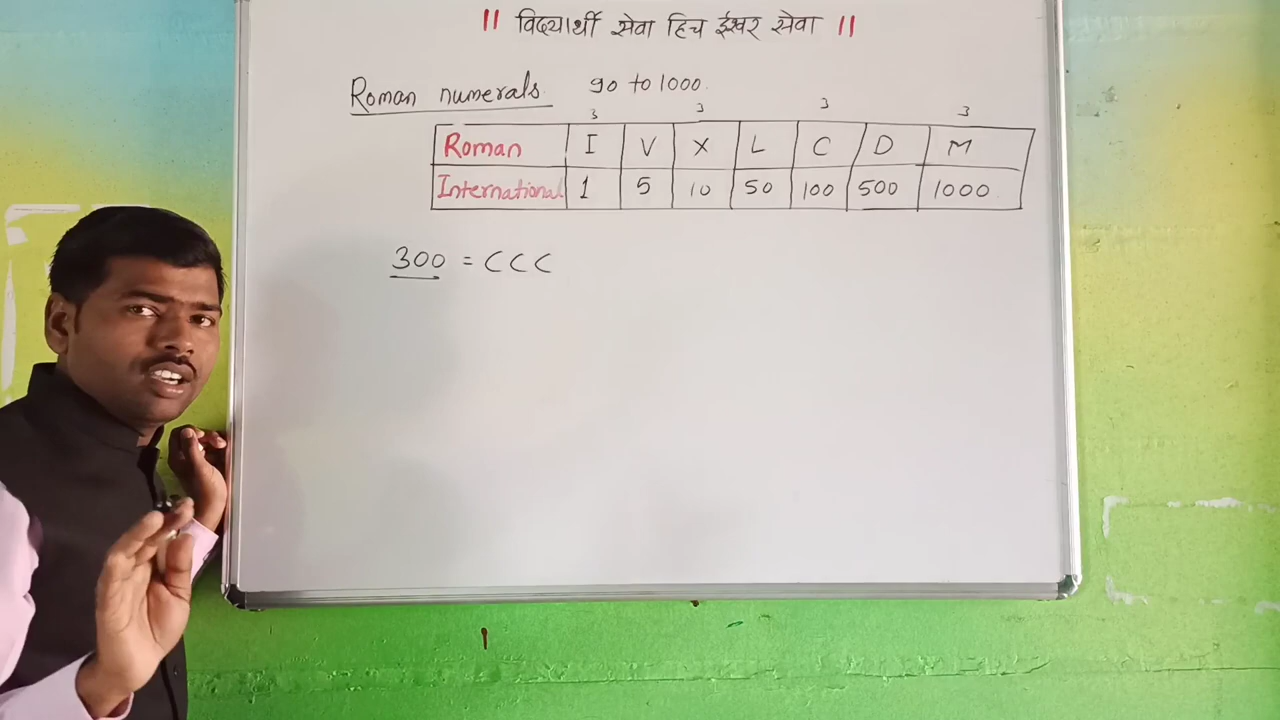 || विद्यार्थी सेवा हिच ईश्वर सेवा ||
Roman numerals. 90 to 1000.
3 3 3 3
Roman I V X L C D M
International 1 5 10 50 100 500 1000
300 = CCC